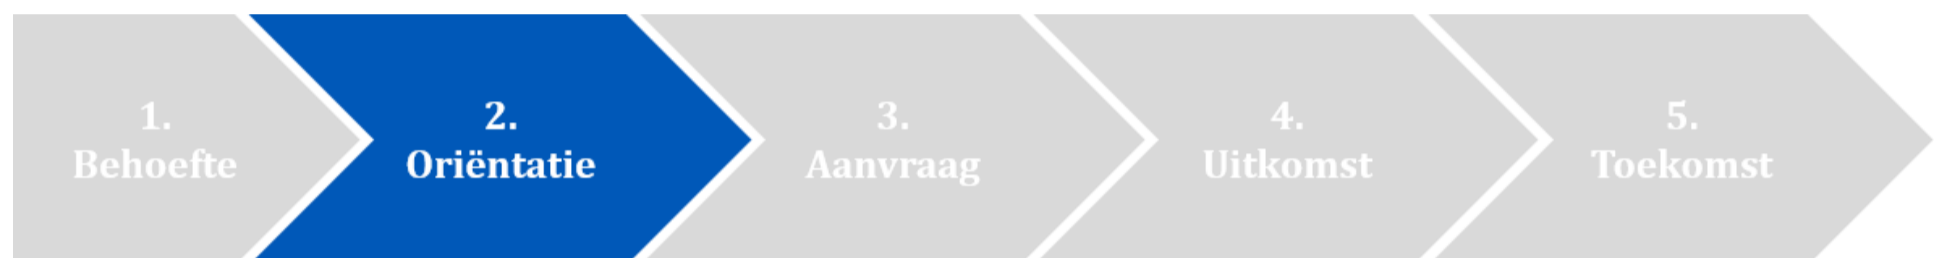 1.
Behoefte
2.
Oriëntatie
3.
Aanvraag
4.
Uitkomst
5.
Toekomst